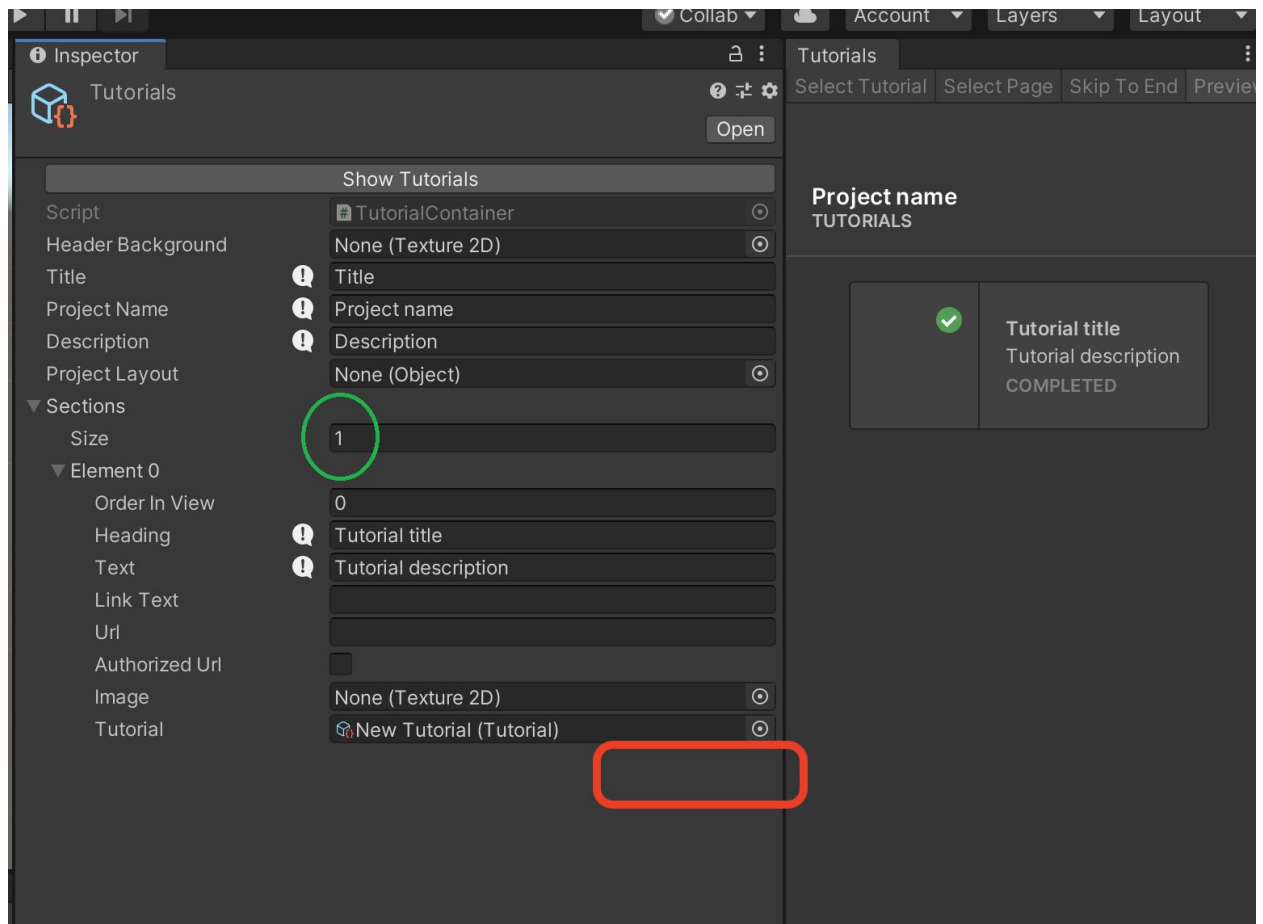 Collab Account Layers Layout
Inspector
Tutorials
Open
Show Tutorials
Script TutorialContainer
Header Background None (Texture 2D)
Title Title
Project Name Project name
Description Description
Project Layout None (Object)
Sections
Size 1
Element 0
Order In View 0
Heading Tutorial title
Text Tutorial description
Link Text
Url
Authorized Url
Image None (Texture 2D)
Tutorial New Tutorial (Tutorial)
Tutorials
Select Tutorial Select Page Skip To End Preview
Project name
TUTORIALS
Tutorial title
Tutorial description
COMPLETED